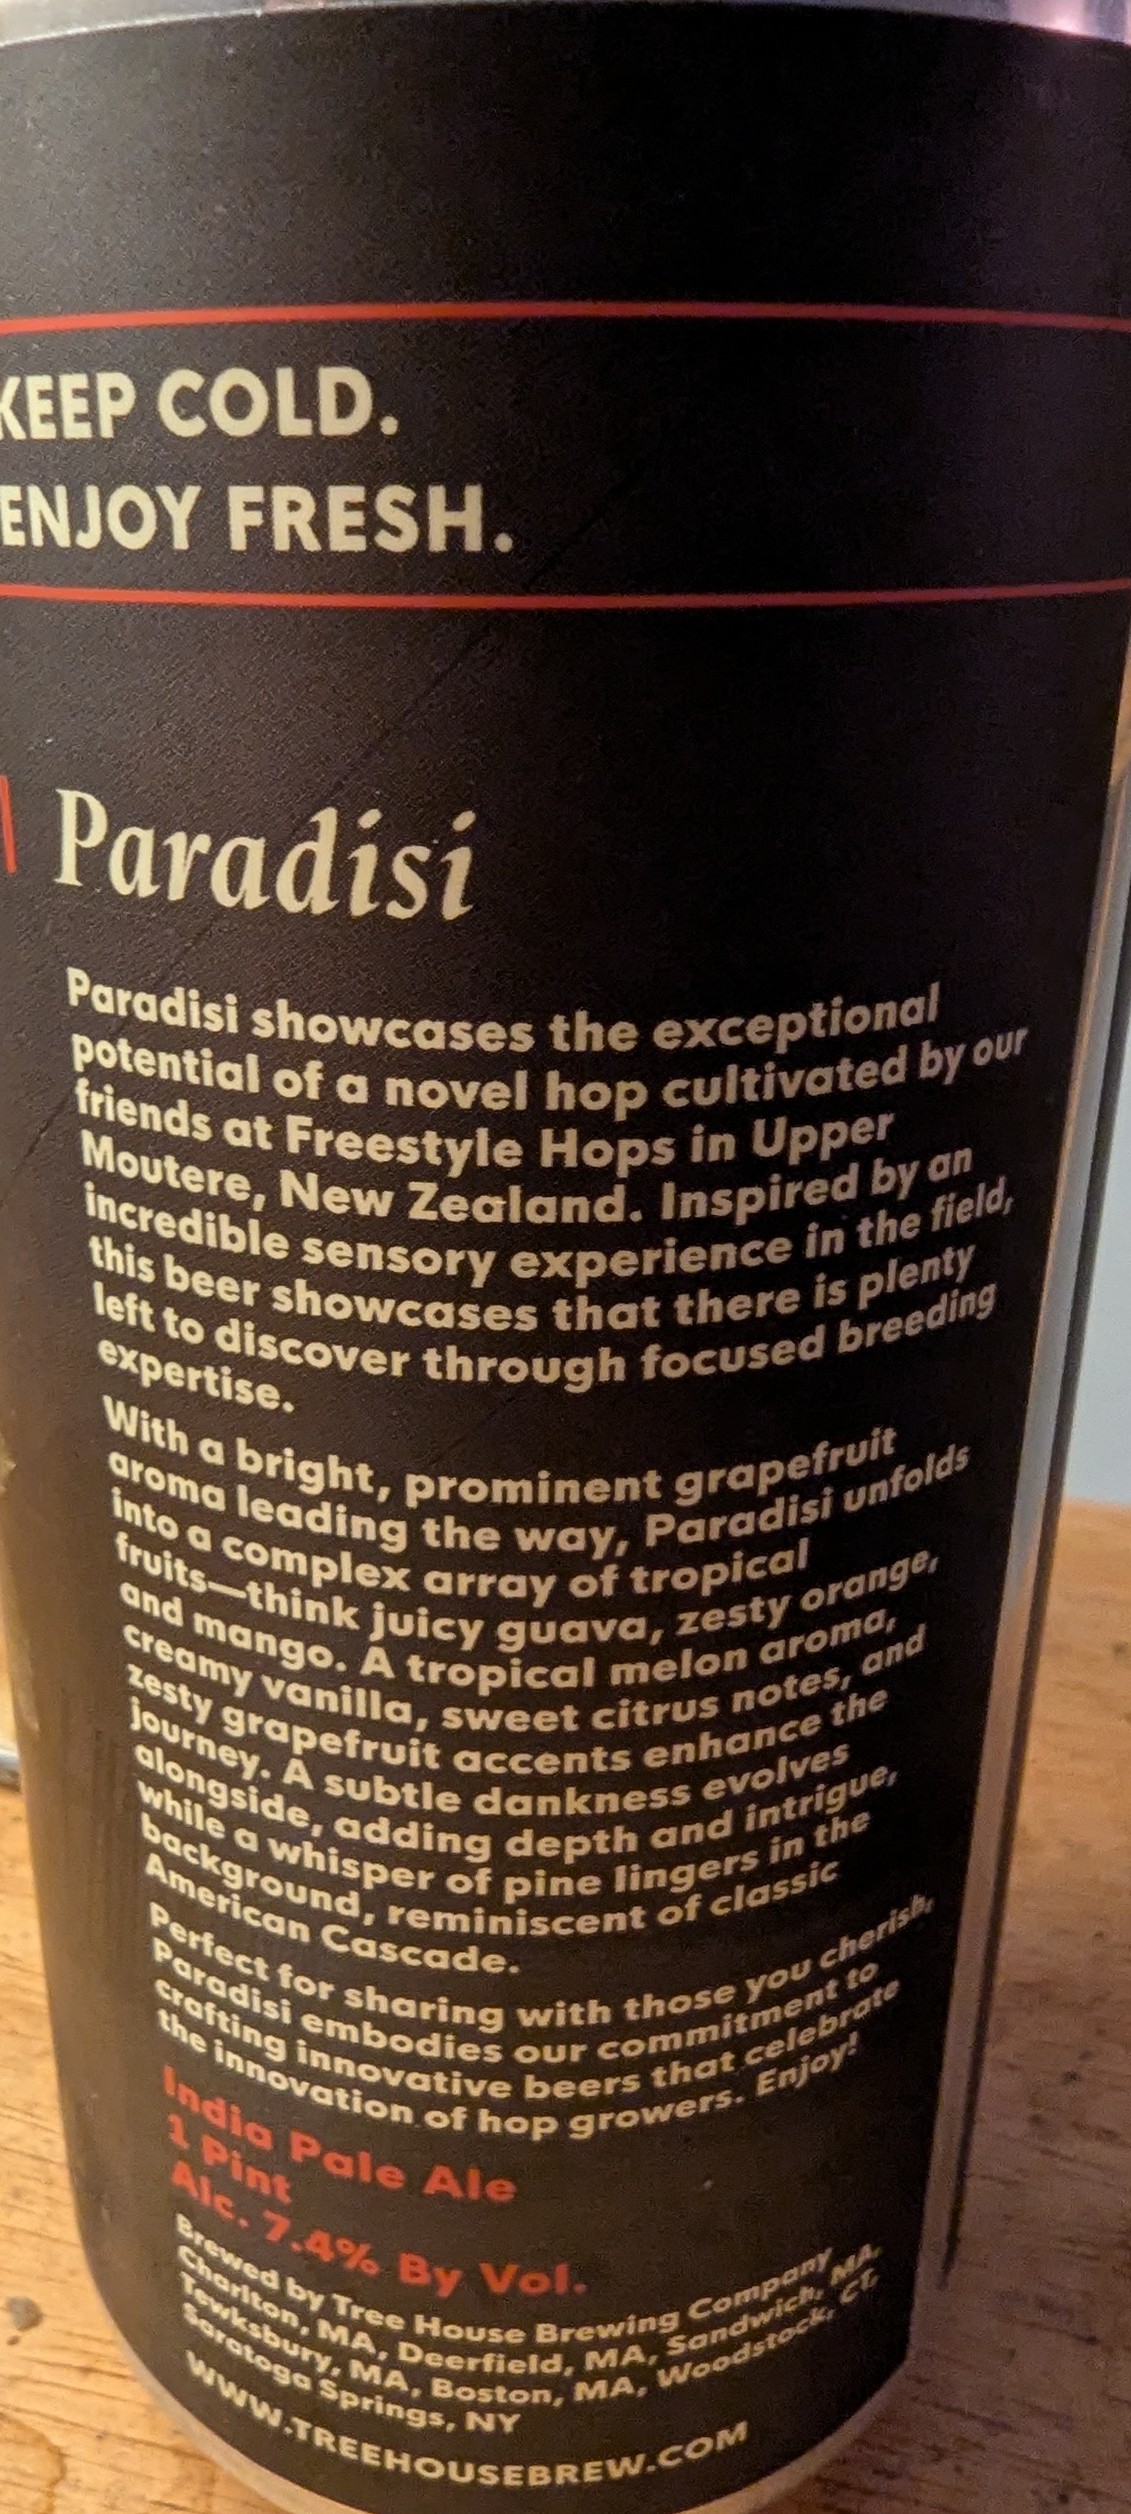 KEEP COLD.
ENJOY FRESH.
Paradisi
Paradisi showcases the exceptional
potential of a novel hop cultivated by our
friends at Freestyle Hops in Upper
Moutere, New Zealand. Inspired by an
incredible sensory experience in the field,
this beer showcases that there is plenty
left to discover through focused breeding
expertise.
With a bright, prominent grapefruit
aroma leading the way, Paradisi unfolds
into a complex array of tropical
fruits—think juicy guava, zesty orange,
and mango. A tropical melon aroma,
creamy vanilla, sweet citrus notes, and
zesty grapefruit accents enhance the
journey. A subtle dankness evolves
alongside, adding depth and intrigue,
while a whisper of pine lingers in the
background, reminiscent of classic
American Cascade.
Perfect for sharing with those you cherish,
Paradisi embodies our commitment to
crafting innovative beers that celebrate
the innovation of hop growers. Enjoy!
India Pale Ale
1 Pint
Alc. 7.4% By Vol.
Brewed by Tree House Brewing Company
Charlton, MA, Deerfield, MA, Sandwich, MA,
Tewksbury, MA, Boston, MA, Woodstock, CT,
Saratoga Springs, NY
WWW.TREEHOUSEBREW.COM